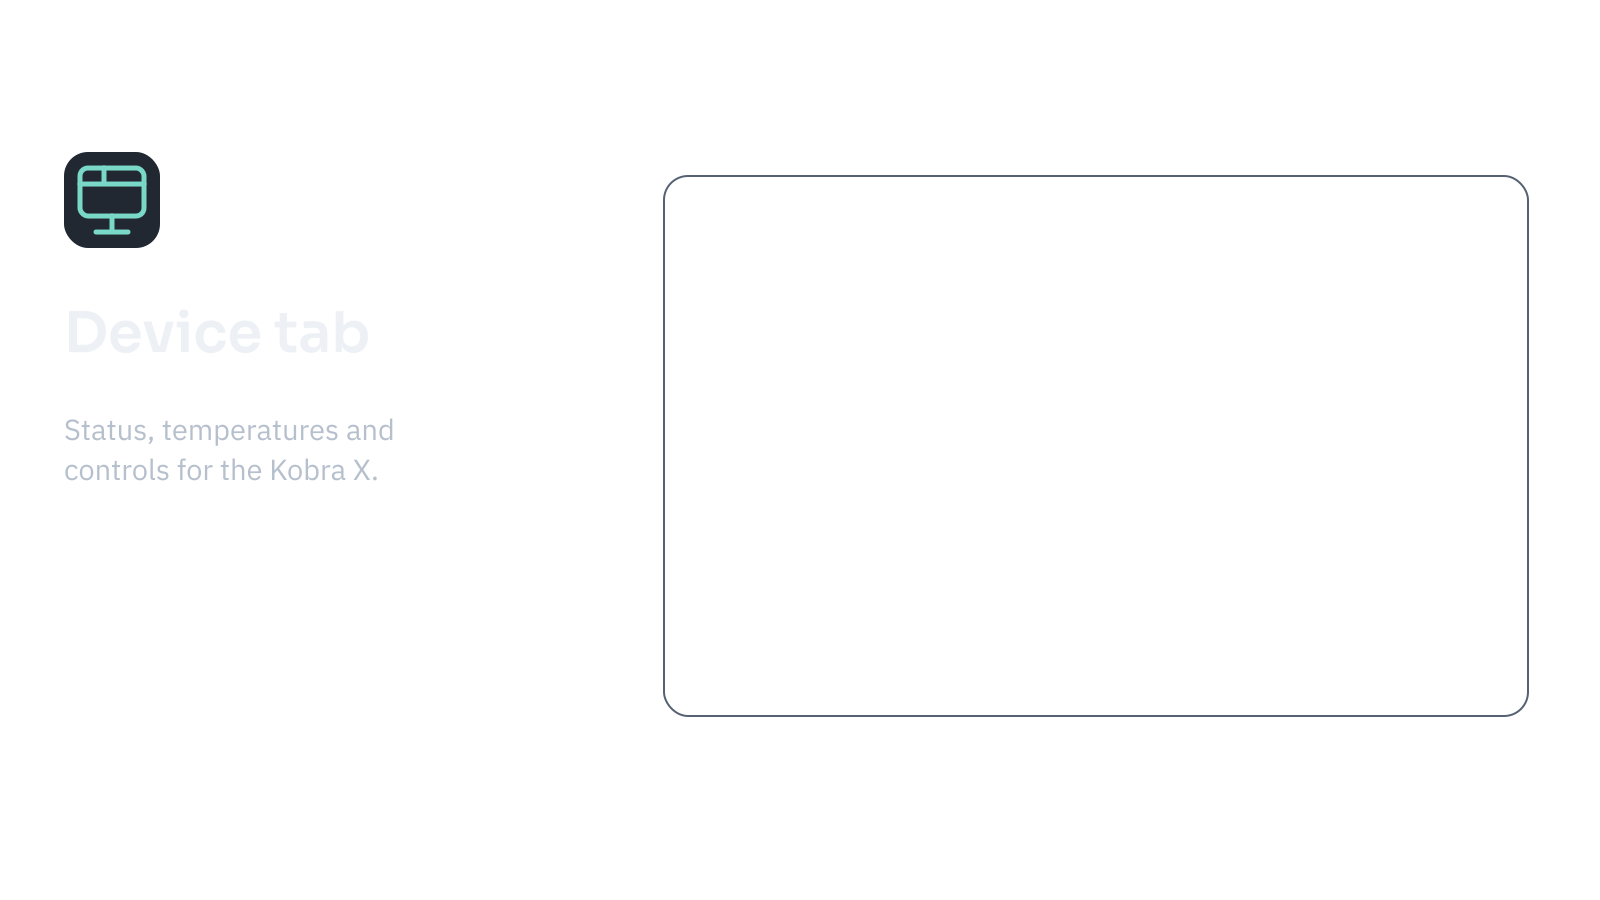 Device tab
Status, temperatures and
controls for the Kobra X.